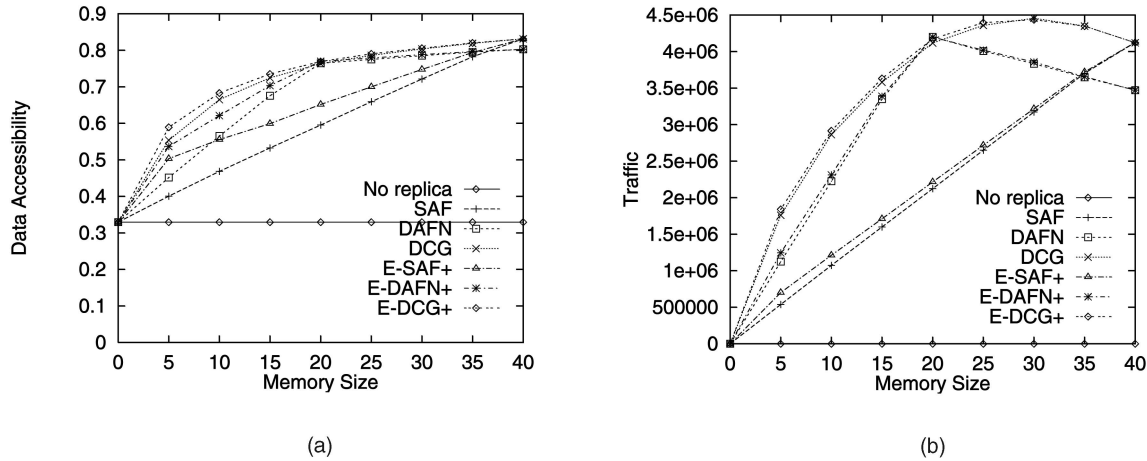 0.9
0.8
0.7
0.6
0.5
0.4
0.3
0.2
0.1
0
Data Accessibility
No replica
SAF
DAFN
DCG
E-SAF+
E-DAFN+
E-DCG+
0 5 10 15 20 25 30 35 40
Memory Size
(a)
4.5e+06
4e+06
3.5e+06
3e+06
2.5e+06
2e+06
1.5e+06
1e+06
500000
0
Traffic
No replica
SAF
DAFN
DCG
E-SAF+
E-DAFN+
E-DCG+
0 5 10 15 20 25 30 35 40
Memory Size
(b)